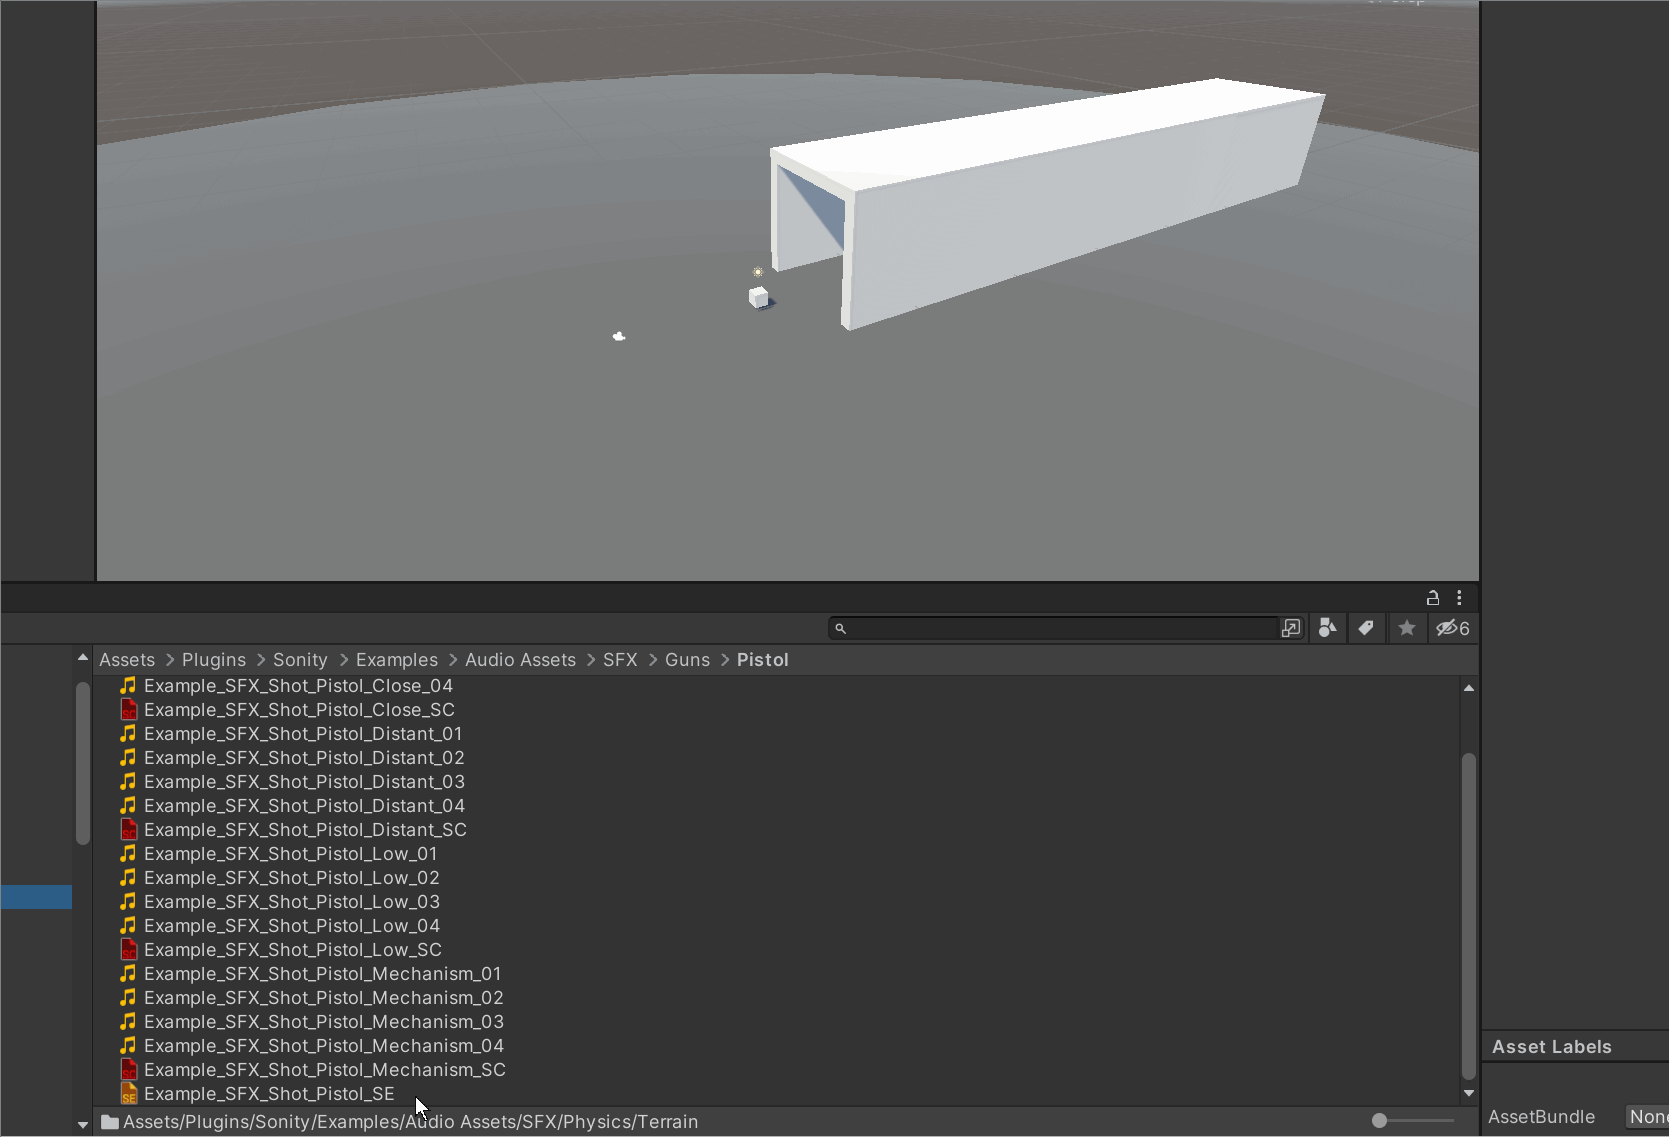 6
Assets > Plugins > Sonity > Examples > Audio Assets > SFX > Guns > Pistol
Example_SFX_Shot_Pistol_Close_04
Example_SFX_Shot_Pistol_Close_SC
Example_SFX_Shot_Pistol_Distant_01
Example_SFX_Shot_Pistol_Distant_02
Example_SFX_Shot_Pistol_Distant_03
Example_SFX_Shot_Pistol_Distant_04
Example_SFX_Shot_Pistol_Distant_SC
Example_SFX_Shot_Pistol_Low_01
Example_SFX_Shot_Pistol_Low_02
Example_SFX_Shot_Pistol_Low_03
Example_SFX_Shot_Pistol_Low_04
Example_SFX_Shot_Pistol_Low_SC
Example_SFX_Shot_Pistol_Mechanism_01
Example_SFX_Shot_Pistol_Mechanism_02
Example_SFX_Shot_Pistol_Mechanism_03
Example_SFX_Shot_Pistol_Mechanism_04
Example_SFX_Shot_Pistol_Mechanism_SC
SE Example_SFX_Shot_Pistol_SE
Assets/Plugins/Sonity/Examples/Audio Assets/SFX/Physics/Terrain
Asset Labels
AssetBundle